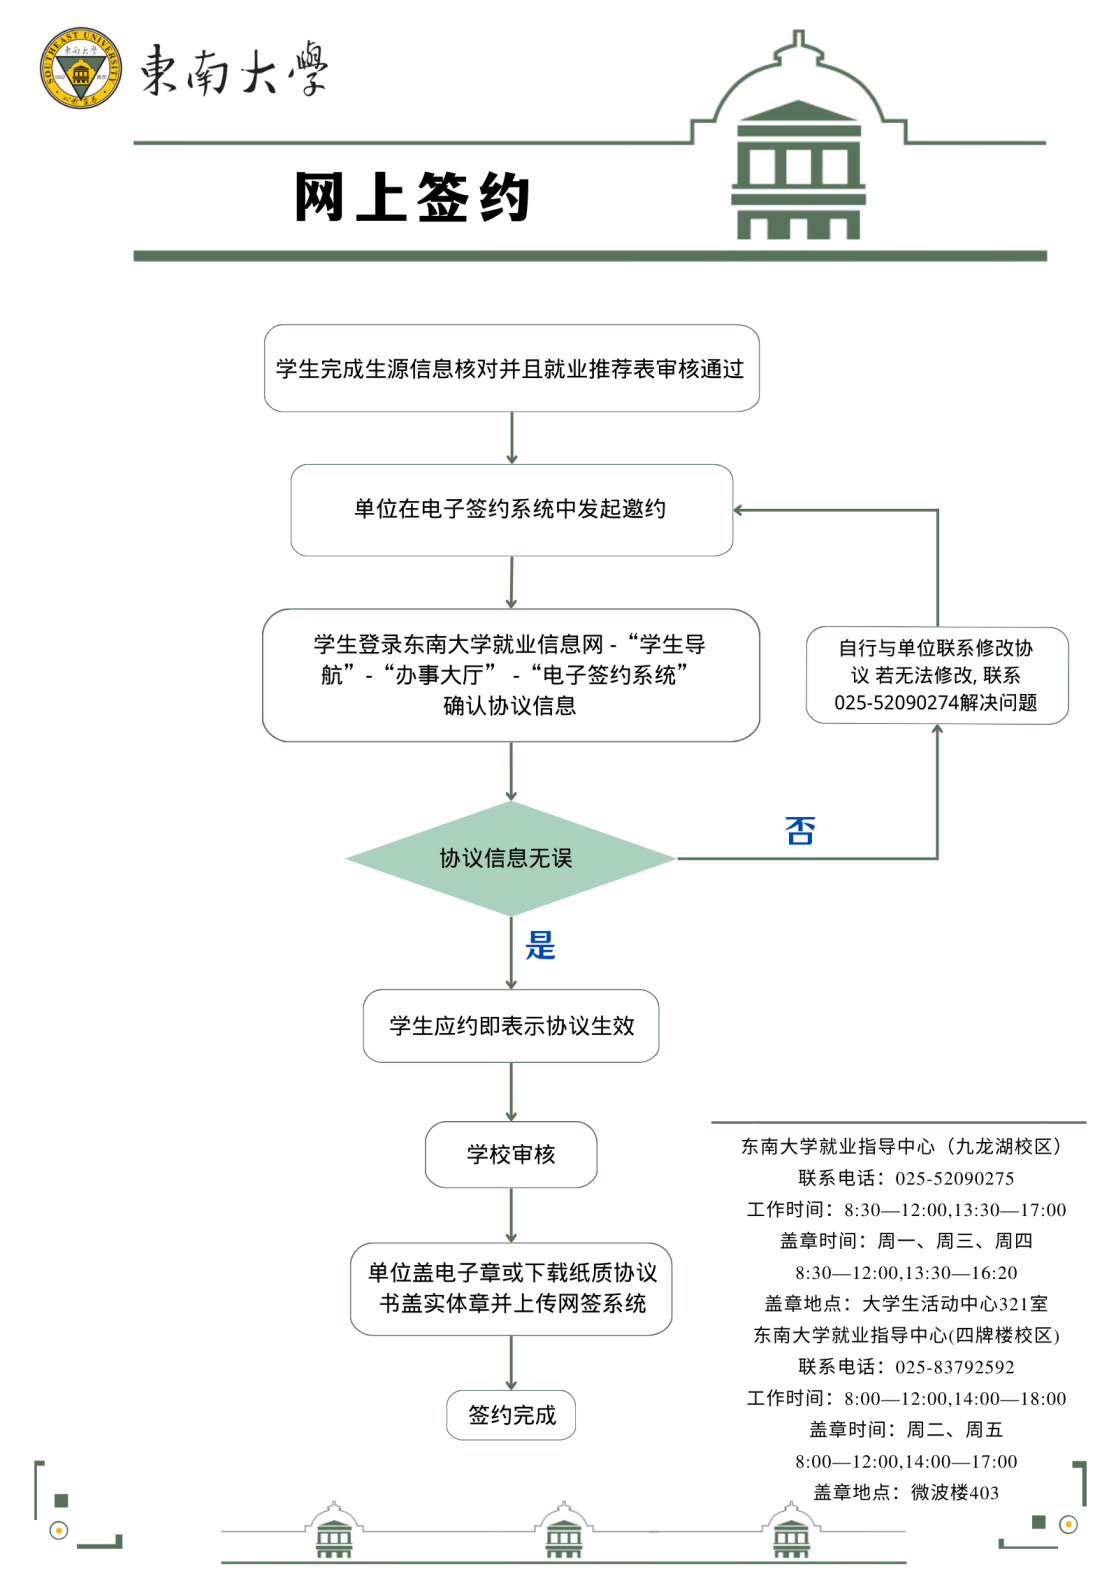 SOUTHEAST UNIVERSITY
東南大學
网上签约
学生完成生源信息核对并且就业推荐表审核通过
单位在电子签约系统中发起邀约
学生登录东南大学就业信息网 -“学生导
航”-“办事大厅” -“电子签约系统”
确认协议信息
自行与单位联系修改协
议 若无法修改, 联系
025-52090274解决问题
协议信息无误
否
是
学生应约即表示协议生效
学校审核
单位盖电子章或下载纸质协议
书盖实体章并上传网签系统
签约完成
东南大学就业指导中心（九龙湖校区）
联系电话：025-52090275
工作时间：8:30—12:00,13:30—17:00
盖章时间：周一、周三、周四
8:30—12:00,13:30—16:20
盖章地点：大学生活动中心321室
东南大学就业指导中心(四牌楼校区)
联系电话：025-83792592
工作时间：8:00—12:00,14:00—18:00
盖章时间：周二、周五
8:00—12:00,14:00—17:00
盖章地点：微波楼403